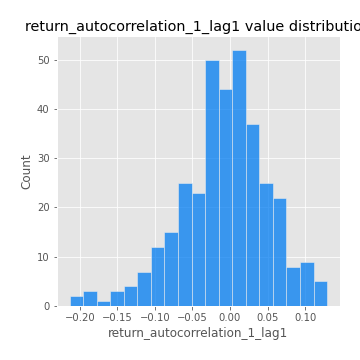 return_autocorrelation_1_lag1 value distributio
50
40
30
20
10
0
Count
−0.20 −0.15 −0.10 −0.05 0.00 0.05 0.10
return_autocorrelation_1_lag1